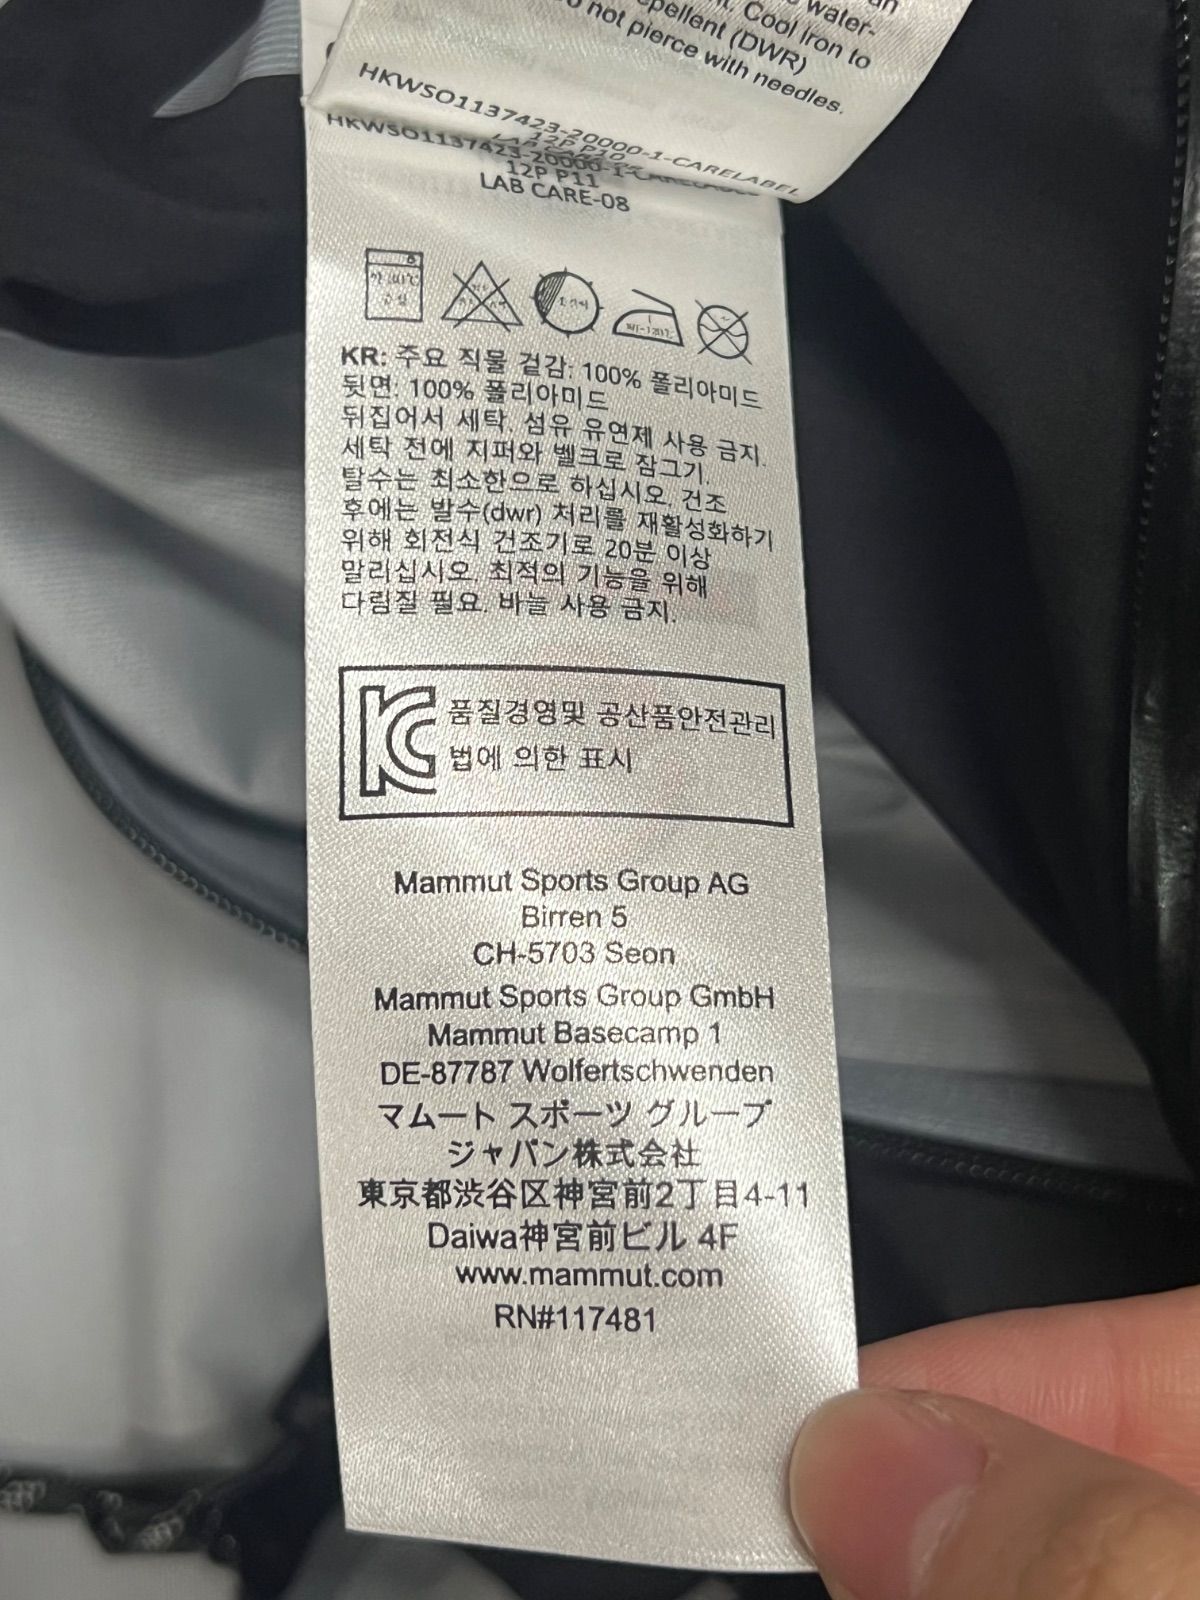 water-
Cool iron to
repellent (DWR)
Do not pierce with needles.
HKWSO1137423-20000-1-CARELABEL
12P P10
HKWSO1137423-20000-1-CARELABEL
12P P11
LAB CARE-08
KR: 주요 직물 겉감: 100% 폴리아미드
뒷면: 100% 폴리아미드
뒤집어서 세탁. 섬유 유연제 사용 금지.
세탁 전에 지퍼와 벨크로 잠그기.
탈수는 최소한으로 하십시오. 건조
후에는 발수(dwr) 처리를 재활성화하기
위해 회전식 건조기로 20분 이상
말리십시오. 최적의 기능을 위해
다림질 필요. 바늘 사용 금지.
품질경영및 공산품안전관리
법에 의한 표시
Mammut Sports Group AG
Birren 5
CH-5703 Seon
Mammut Sports Group GmbH
Mammut Basecamp 1
DE-87787 Wolfertschwenden
マムート スポーツ グループ
ジャパン株式会社
東京都渋谷区神宮前2丁目4-11
Daiwa神宮前ビル 4F
www.mammut.com
RN#117481